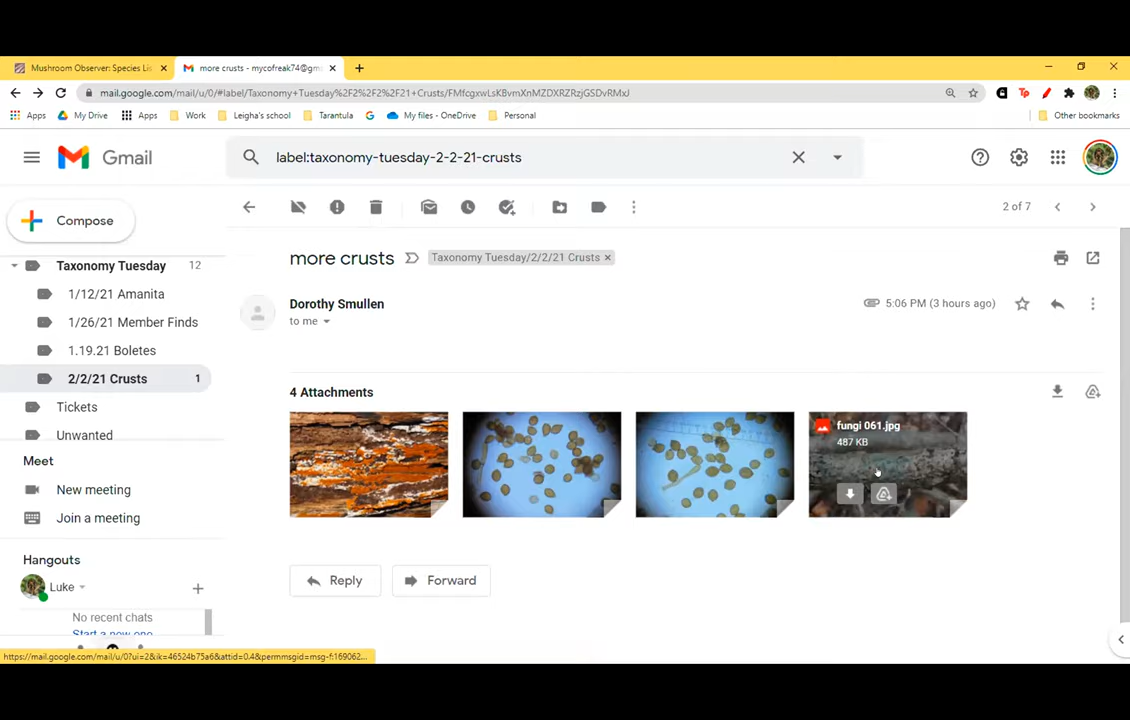 Mushroom Observer: Species Lis
more crusts - mycofreak74@gm
mail.google.com/mail/u/0/#label/Taxonomy+Tuesday%2F2%2F2%2F21+Crusts/FMfcgxwLsKBvmXnMZDXRZRzjGSDvRMxJ
Apps My Drive Apps Work Leigha's school Tarantula My files - OneDrive Personal Other bookmarks
Gmail
label:taxonomy-tuesday-2-2-21-crusts
Compose
2 of 7
Taxonomy Tuesday 12
1/12/21 Amanita
1/26/21 Member Finds
1.19.21 Boletes
2/2/21 Crusts 1
Tickets
Unwanted
Meet
New meeting
Join a meeting
Hangouts
Luke
No recent chats
Start a new one
more crusts Taxonomy Tuesday/2/2/21 Crusts ×
Dorothy Smullen 5:06 PM (3 hours ago)
to me
4 Attachments
fungi 061.jpg
487 KB
Reply Forward
https://mail.google.com/mail/u/0?ui=2&ik=46524b75a6&attid=0.4&permmsgid=msg-f:169062...